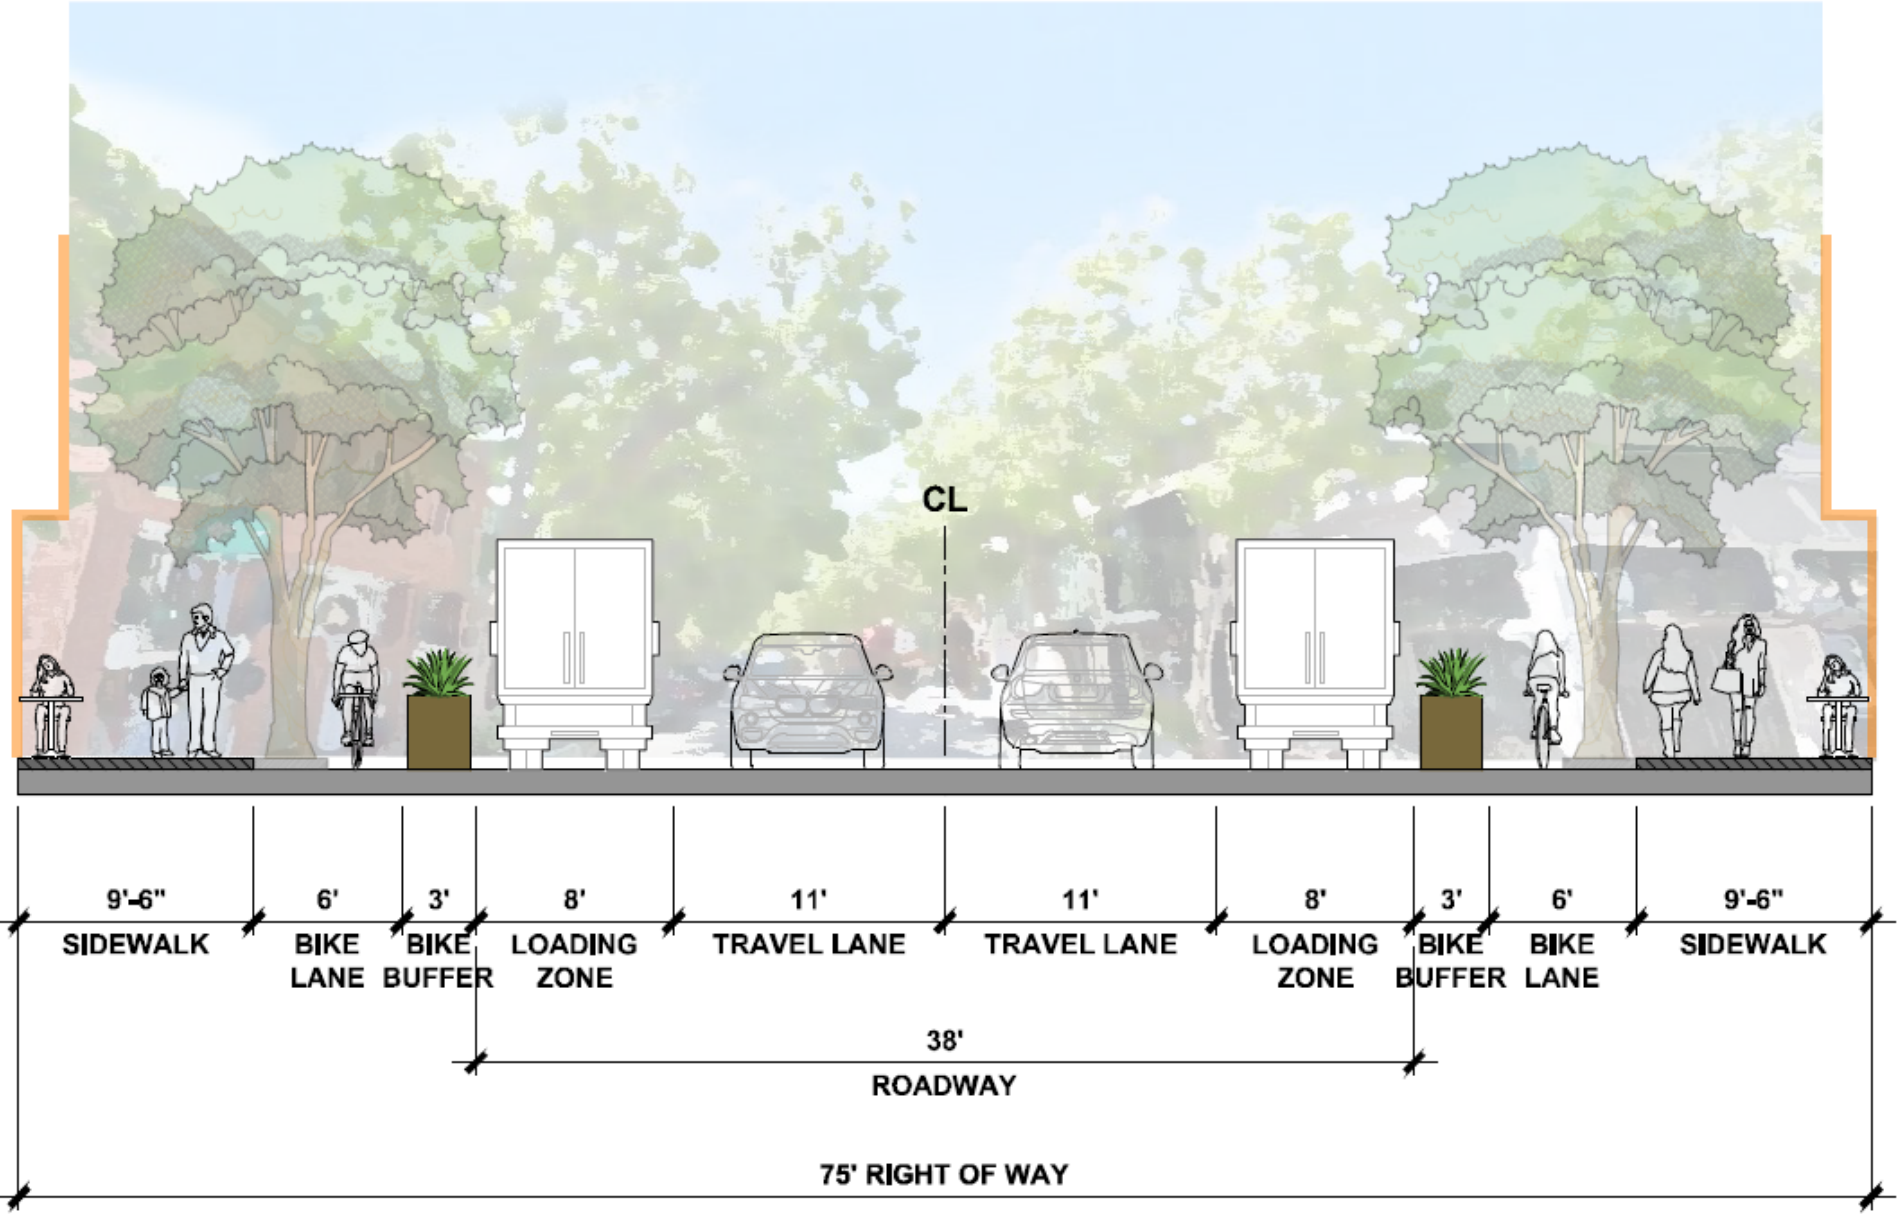 CL
9'-6" 6' 3' 8' 11' 11' 8' 3' 6' 9'-6"
SIDEWALK BIKE BIKE LOADING TRAVEL LANE TRAVEL LANE LOADING BIKE BIKE SIDEWALK
LANE BUFFER ZONE ZONE BUFFER LANE
38'
ROADWAY
75' RIGHT OF WAY